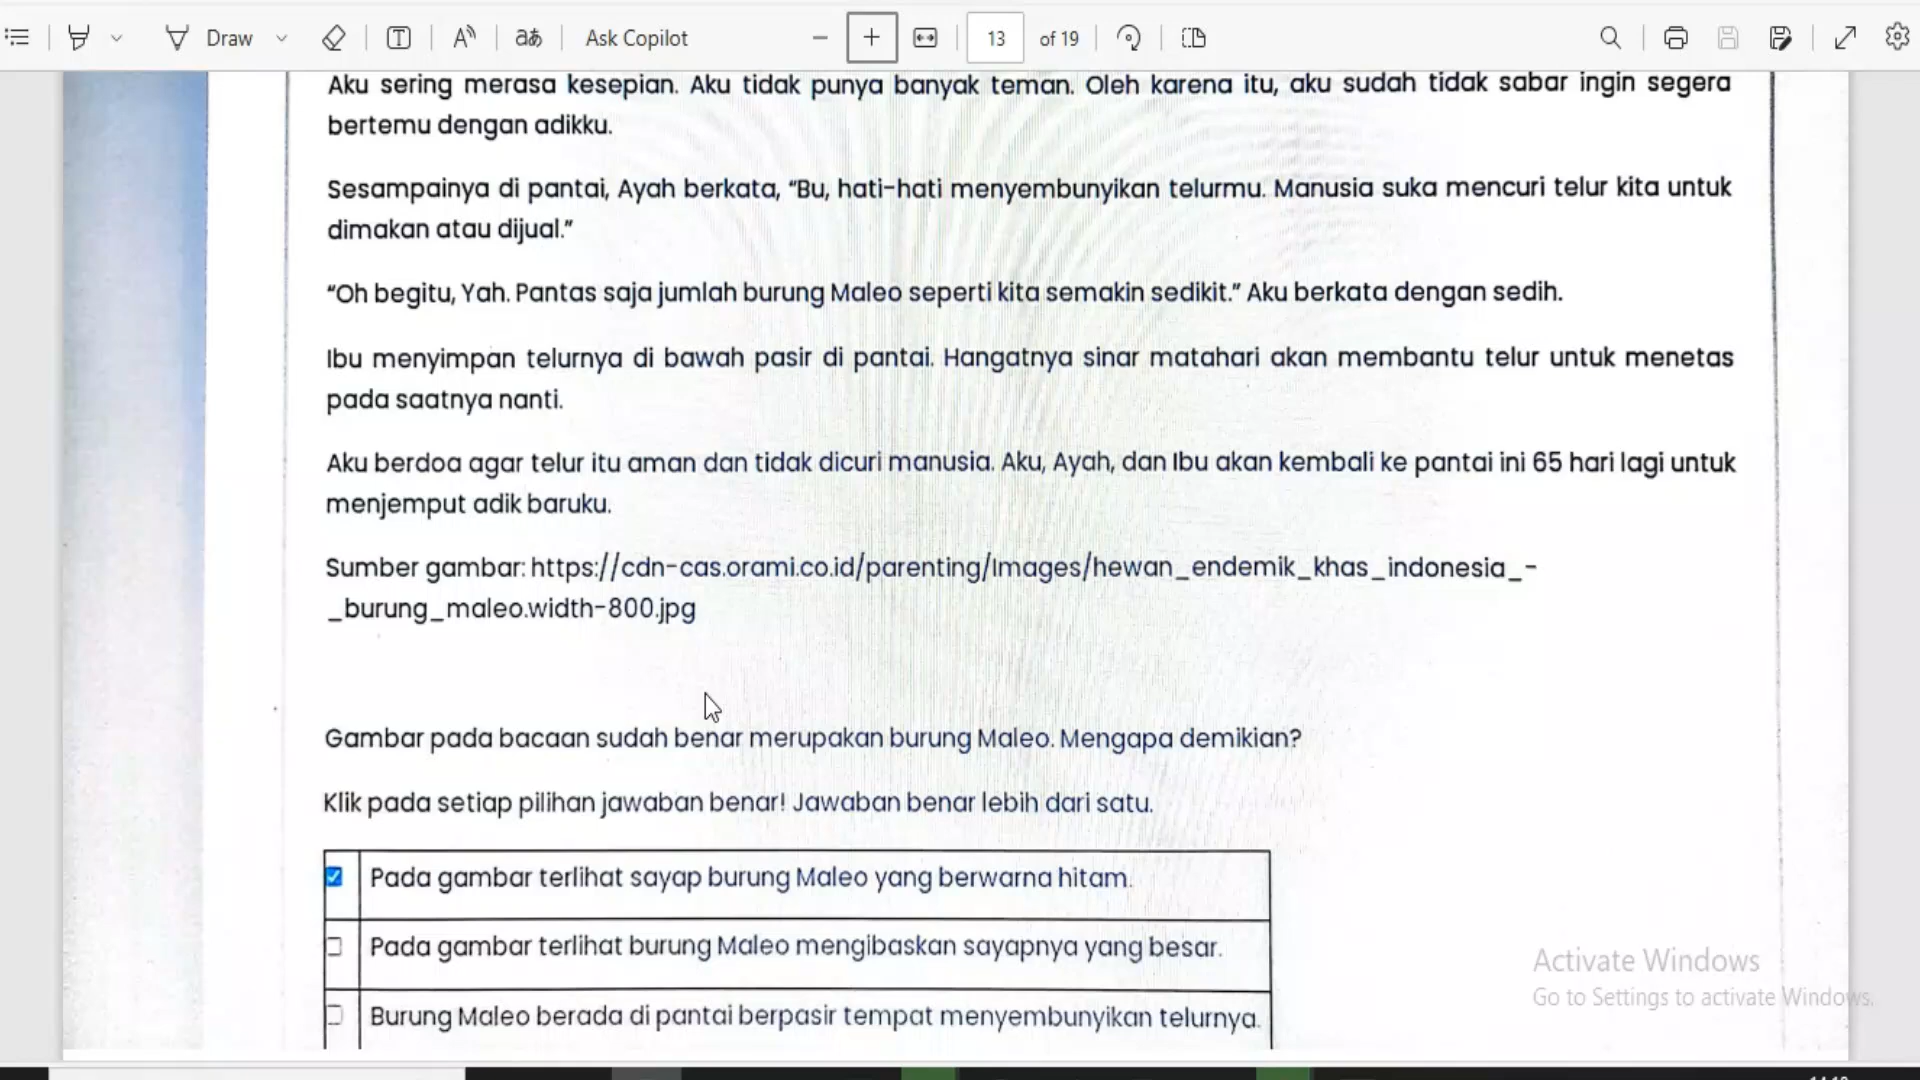 Draw
Ask Copilot
13 of 19
Aku sering merasa kesepian. Aku tidak punya banyak teman. Oleh karena itu, aku sudah tidak sabar ingin segera
bertemu dengan adikku.
Sesampainya di pantai, Ayah berkata, “Bu, hati-hati menyembunyikan telurmu. Manusia suka mencuri telur kita untuk
dimakan atau dijual.”
“Oh begitu, Yah. Pantas saja jumlah burung Maleo seperti kita semakin sedikit.” Aku berkata dengan sedih.
Ibu menyimpan telurnya di bawah pasir di pantai. Hangatnya sinar matahari akan membantu telur untuk menetas
pada saatnya nanti.
Aku berdoa agar telur itu aman dan tidak dicuri manusia. Aku, Ayah, dan Ibu akan kembali ke pantai ini 65 hari lagi untuk
menjemput adik baruku.
Sumber gambar: https://cdn-cas.orami.co.id/parenting/Images/hewan_endemik_khas_indonesia_-
_burung_maleo.width-800.jpg
Gambar pada bacaan sudah benar merupakan burung Maleo. Mengapa demikian?
Klik pada setiap pilihan jawaban benar! Jawaban benar lebih dari satu.
Pada gambar terlihat sayap burung Maleo yang berwarna hitam.
Pada gambar terlihat burung Maleo mengibaskan sayapnya yang besar.
Burung Maleo berada di pantai berpasir tempat menyembunyikan telurnya.
Activate Windows
Go to Settings to activate Windows.